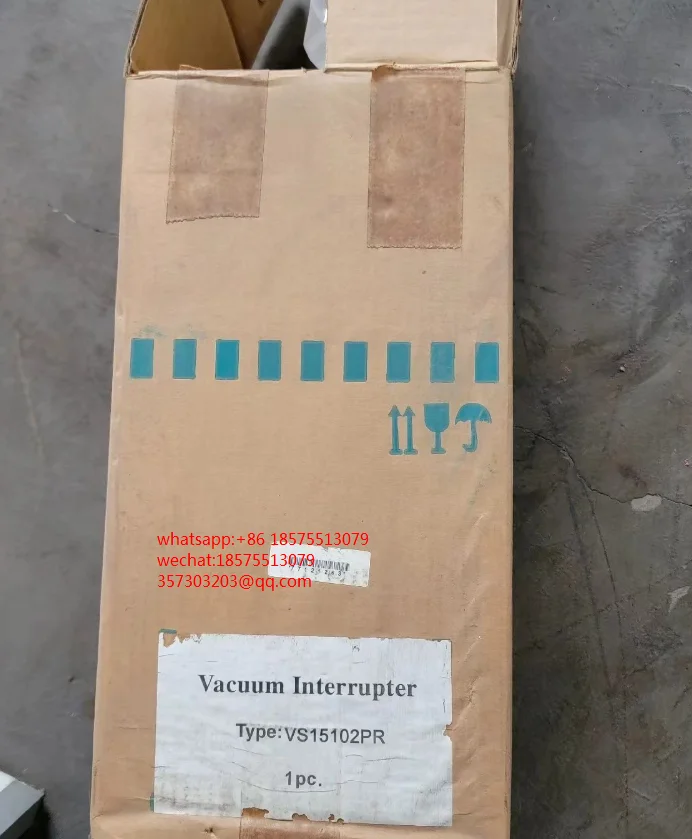 whatsapp:+86 18575513079
wechat:18575513079
357303203@qq.com
Vacuum Interrupter
Type:VS15102PR
1pc.